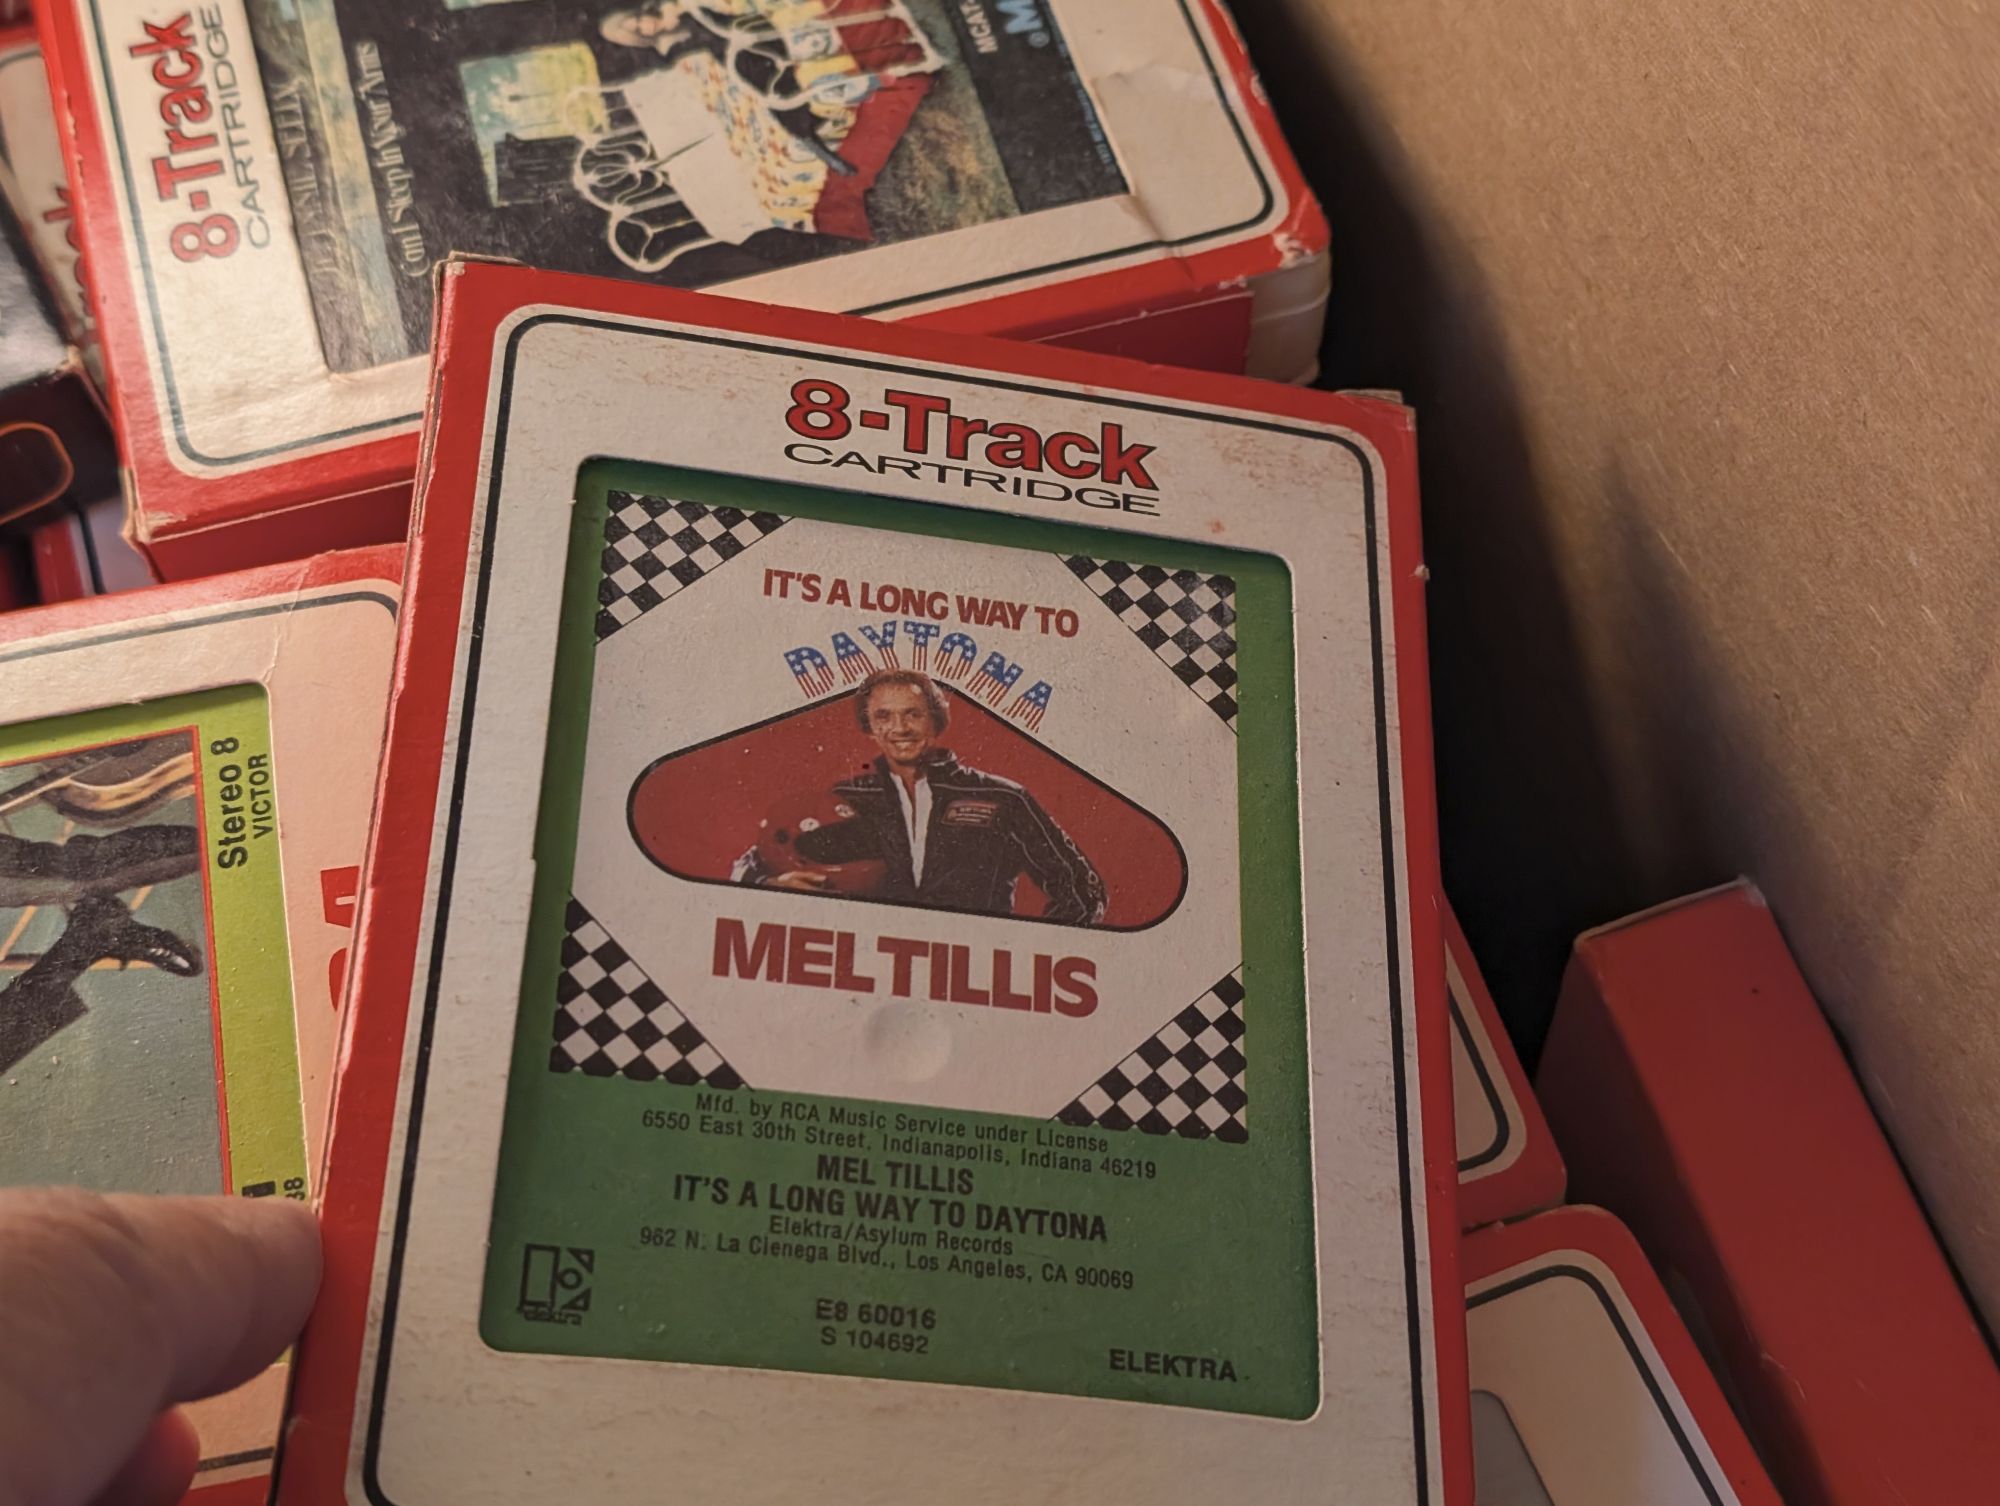 8-Track
CARTRIDGE
Can I Sleep In Your Arms
MCAT-
8-Track
CARTRIDGE
IT'S A LONG WAY TO
DAYTONA
MEL TILLIS
Mfd. by RCA Music Service under License
6550 East 30th Street, Indianapolis, Indiana 46219
MEL TILLIS
IT'S A LONG WAY TO DAYTONA
Elektra/Asylum Records
962 N. La Cienega Blvd., Los Angeles, CA 90069
elektra
E8 60016
S 104692
ELEKTRA
Stereo 8
VICTOR